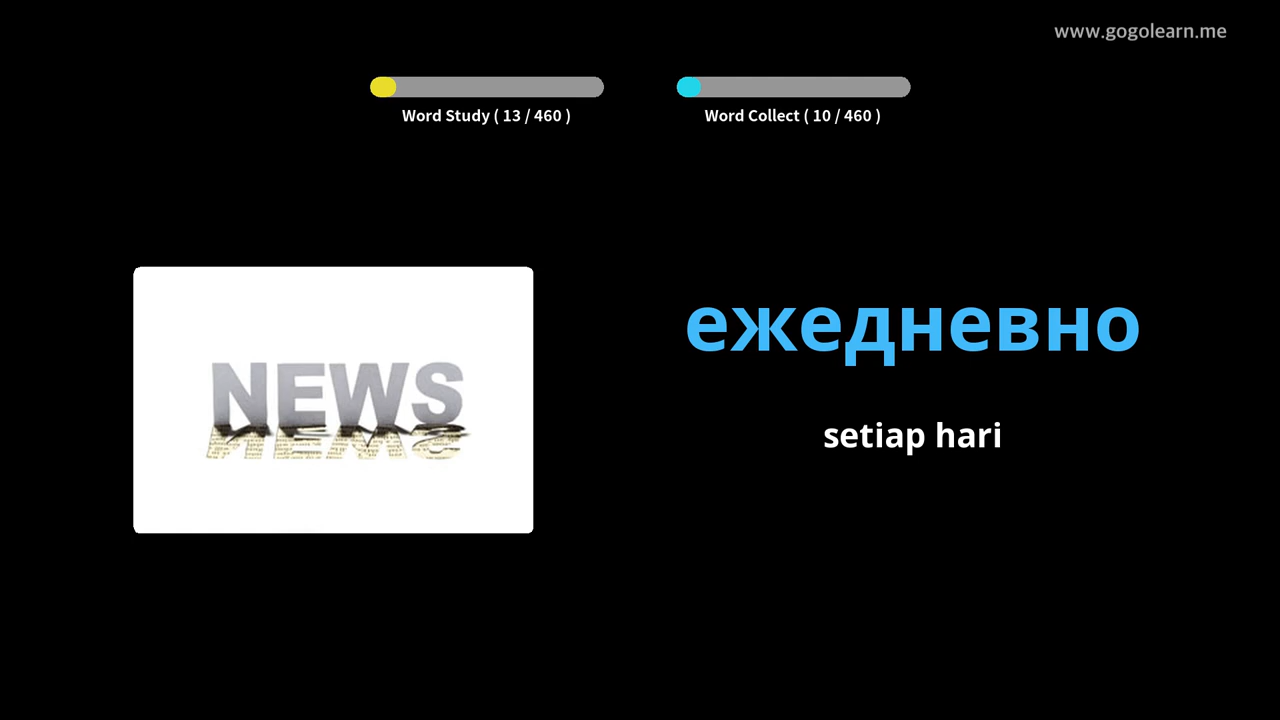 www.gogolearn.me
Word Study ( 13 / 460 )
Word Collect ( 10 / 460 )
NEWS
ежедневно
setiap hari